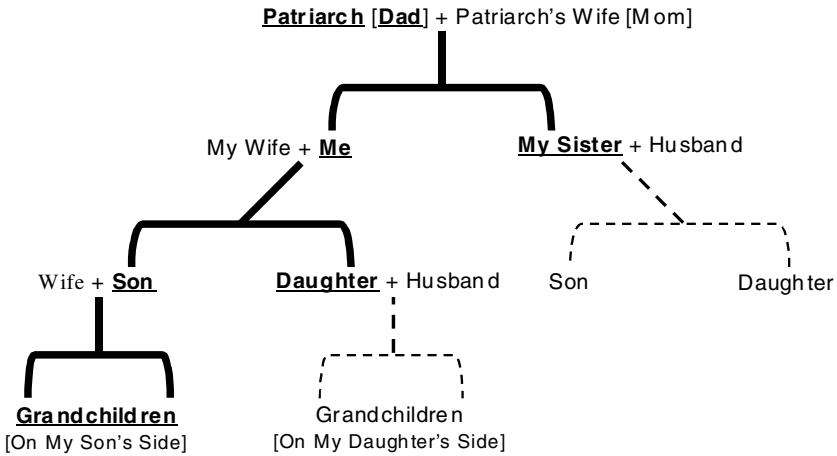 Patriarch [Dad] + Patriarch's Wife [Mom]
My Wife + Me
My Sister + Husband
Wife + Son
Daughter + Husband
Son
Daughter
Grandchildren
[On My Son's Side]
Grandchildren
[On My Daughter's Side]